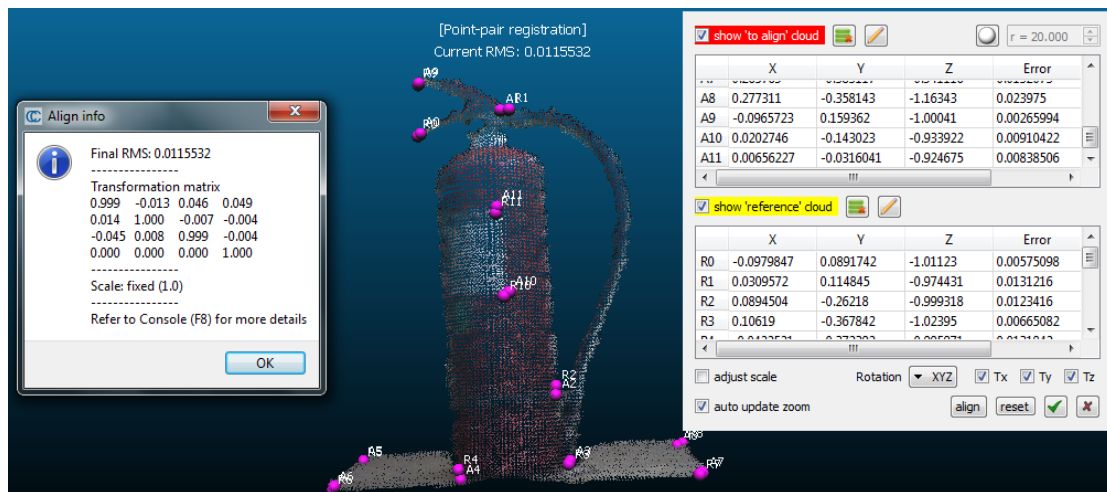 [Point-pair registration]
Current RMS: 0.0115532
Align info
Final RMS: 0.0115532
----------------
Transformation matrix
0.999 -0.013 0.046 0.049
0.014 1.000 -0.007 -0.004
-0.045 0.008 0.999 -0.004
0.000 0.000 0.000 1.000
----------------
Scale: fixed (1.0)
----------------
Refer to Console (F8) for more details
OK
A9
R0
A R1
A11
R11
A10
R10
R2
A2
A5
A6
R6
R4
A4
A3
A7
show 'to align' cloud
r = 20.000
X Y Z Error
A8 0.277311 -0.358143 -1.16343 0.023975
A9 -0.0965723 0.159362 -1.00041 0.00265994
A10 0.0202746 -0.143023 -0.933922 0.00910422
A11 0.00656227 -0.0316041 -0.924675 0.00838506
show 'reference' cloud
X Y Z Error
R0 -0.0979847 0.0891742 -1.01123 0.00575098
R1 0.0309572 0.114845 -0.974431 0.0131216
R2 0.0894504 -0.26218 -0.999318 0.0123416
R3 0.10619 -0.367842 -1.02395 0.00665082
adjust scale Rotation XYZ Tx Ty Tz
auto update zoom align reset